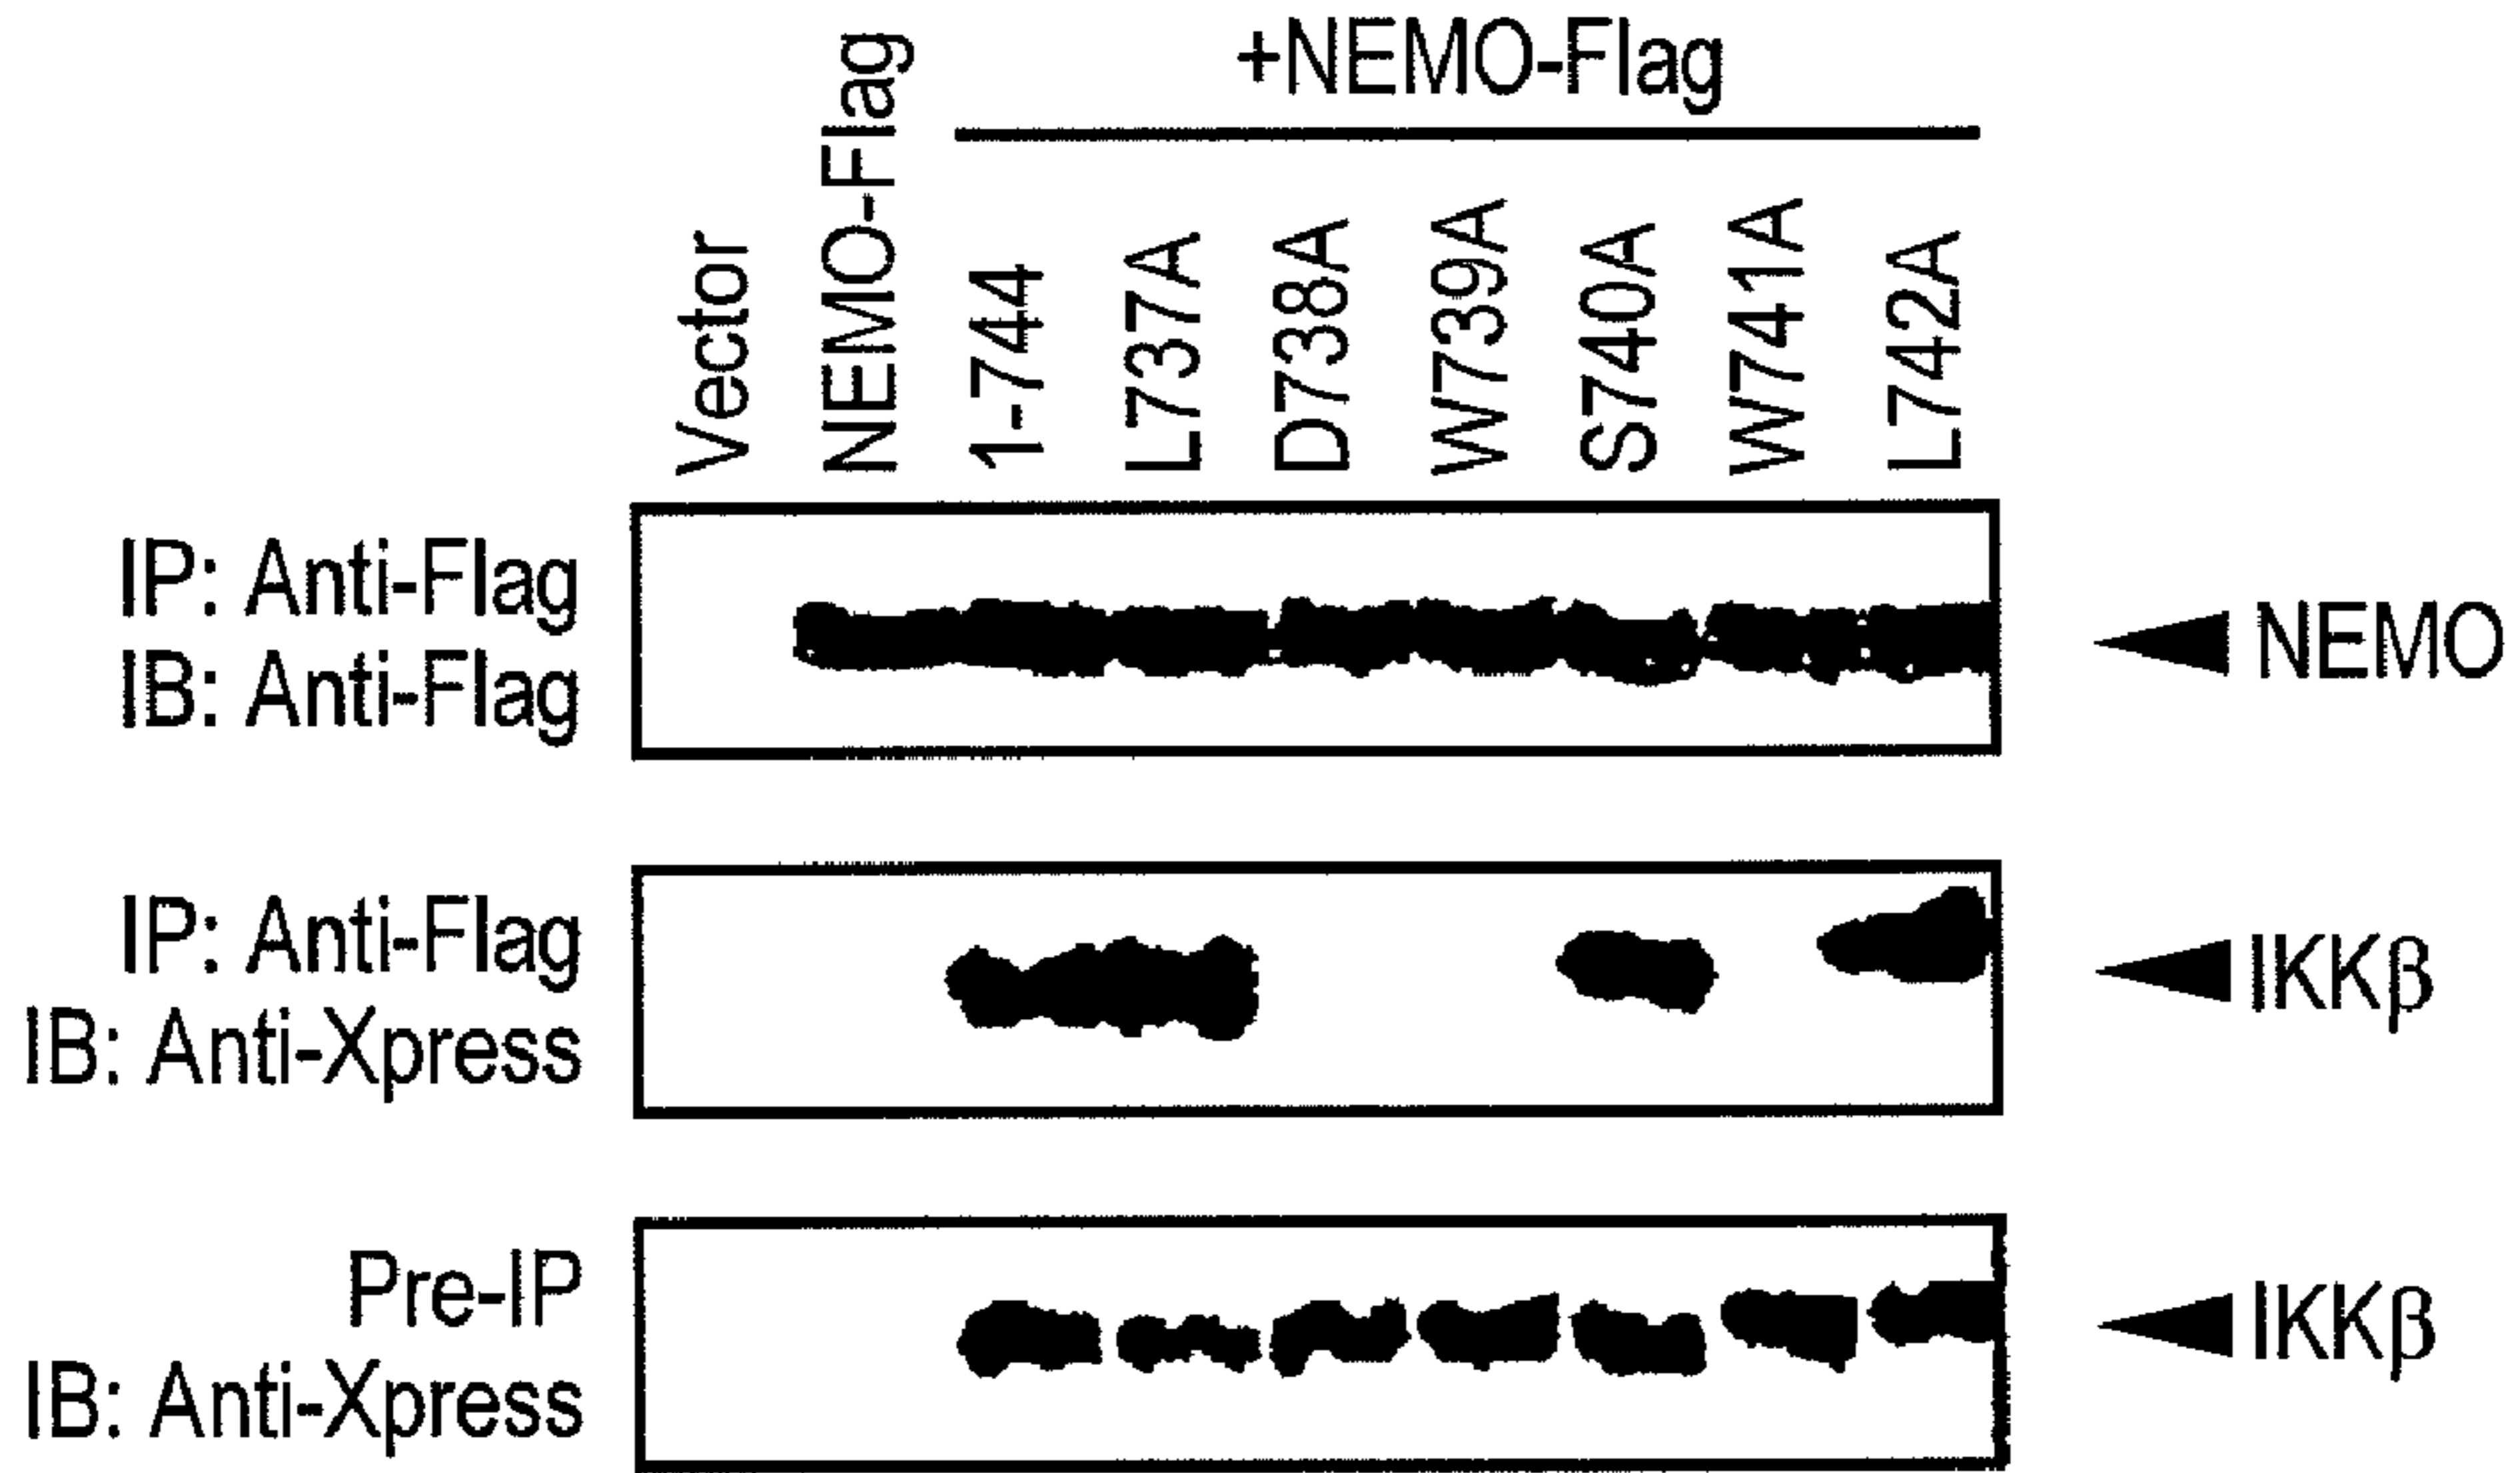 +NEMO-Flag
Vector
NEMO-Flag
1-744
L737A
D738A
W739A
S740A
W741A
L742A
IP: Anti-Flag
IB: Anti-Flag
NEMO
IP: Anti-Flag
IB: Anti-Xpress
IKKβ
Pre-IP
IB: Anti-Xpress
IKKβ